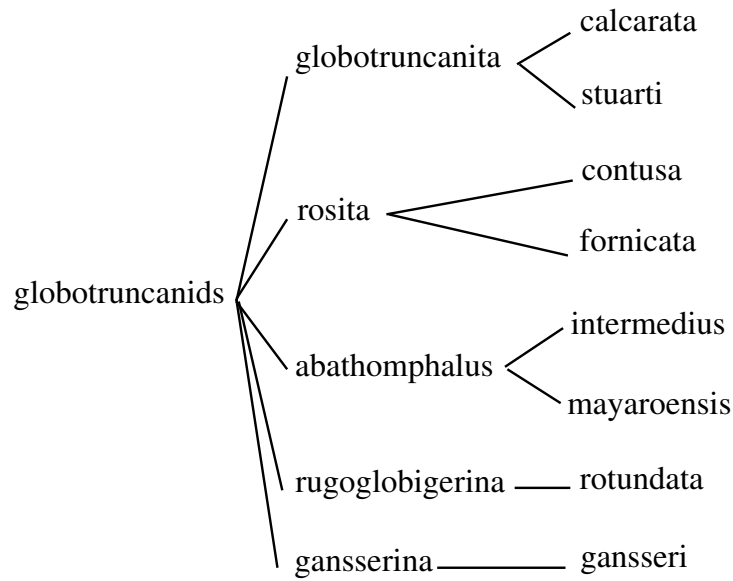 calcarata
globotruncanita
stuarti
contusa
rosita
fornicata
globotruncanids
intermedius
abathomphalus
mayaroensis
rugoglobigerina rotundata
gansserina gansseri